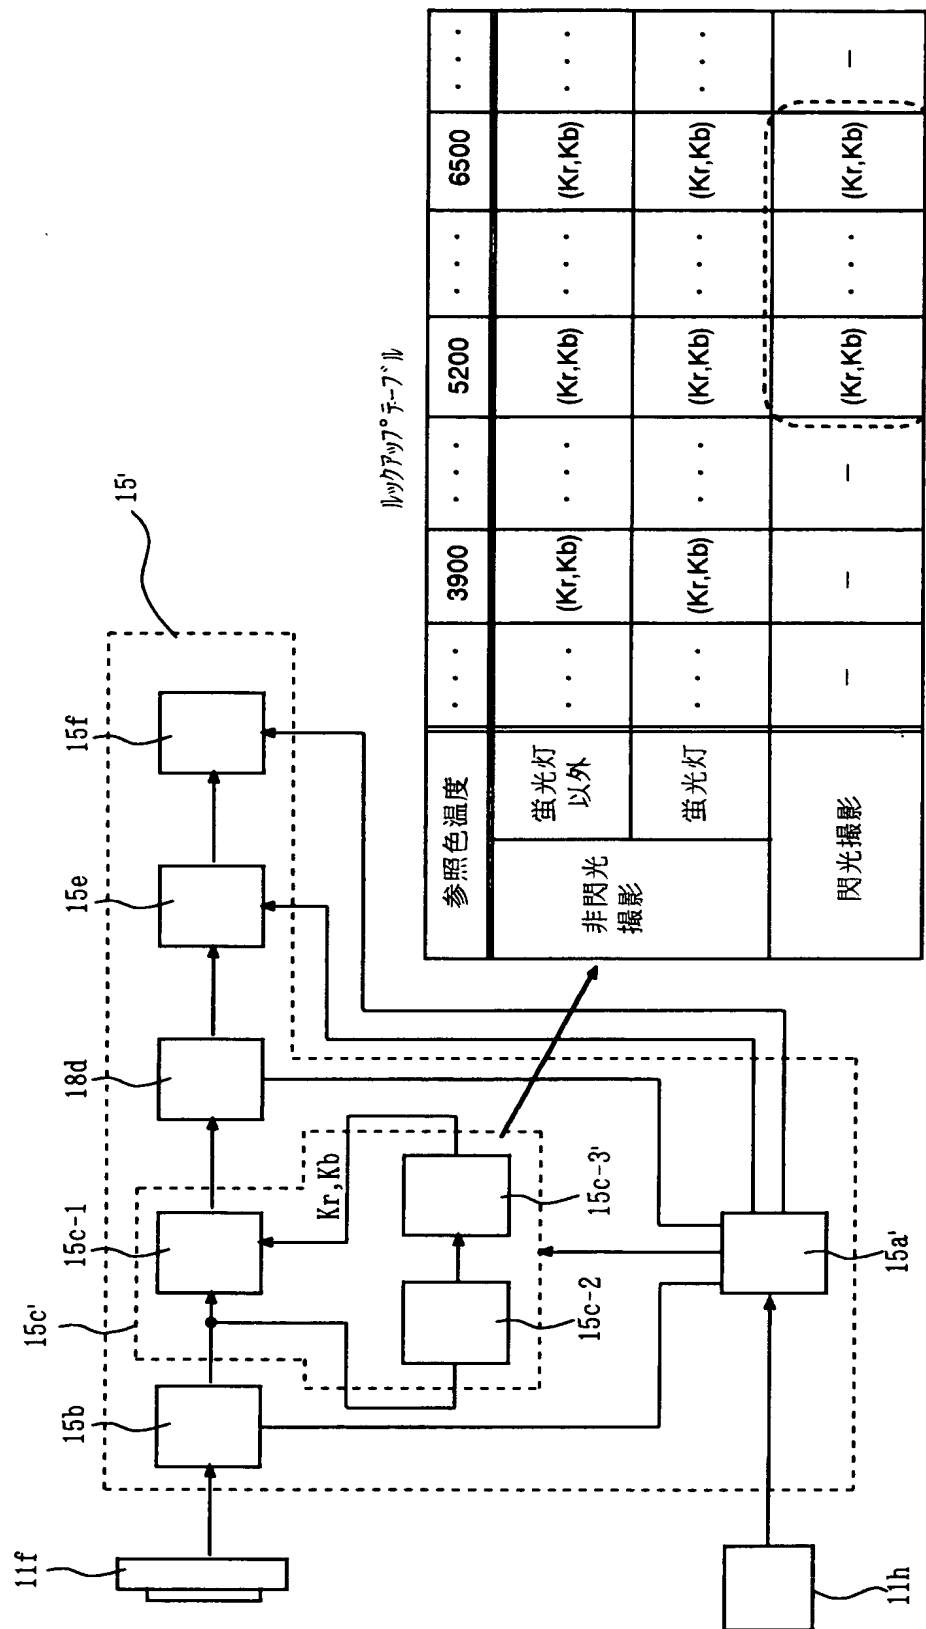 11f
15b
15c'
15c-1
18d
15e
15f
15'
Kr,Kb
15c-2
15c-3'
15a'
11h
ルックアップテーブル
参照色温度 ・・・ 3900 ・・・ 5200 ・・・ 6500 ・・・
非閃光
撮影
蛍光灯
以外
・・・ (Kr,Kb) ・・・ (Kr,Kb) ・・・ (Kr,Kb) ・・・
蛍光灯 ・・・ (Kr,Kb) ・・・ (Kr,Kb) ・・・ (Kr,Kb) ・・・
閃光撮影 － － － (Kr,Kb) ・・・ (Kr,Kb) －